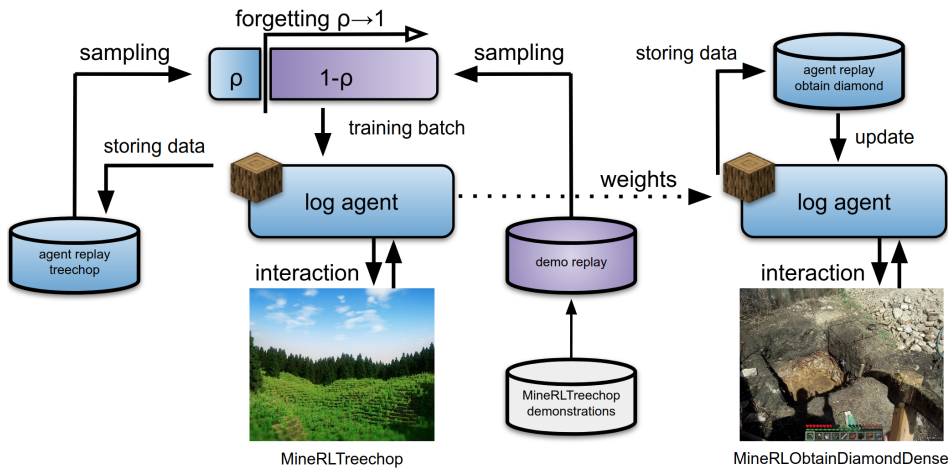 forgetting ρ→1
sampling
ρ
1-ρ
sampling
storing data
agent replay
obtain diamond
training batch
update
storing data
log agent
weights
log agent
agent replay
treechop
interaction
demo replay
interaction
MineRLTreechop
demonstrations
MineRLTreechop
MineRLObtainDiamondDense